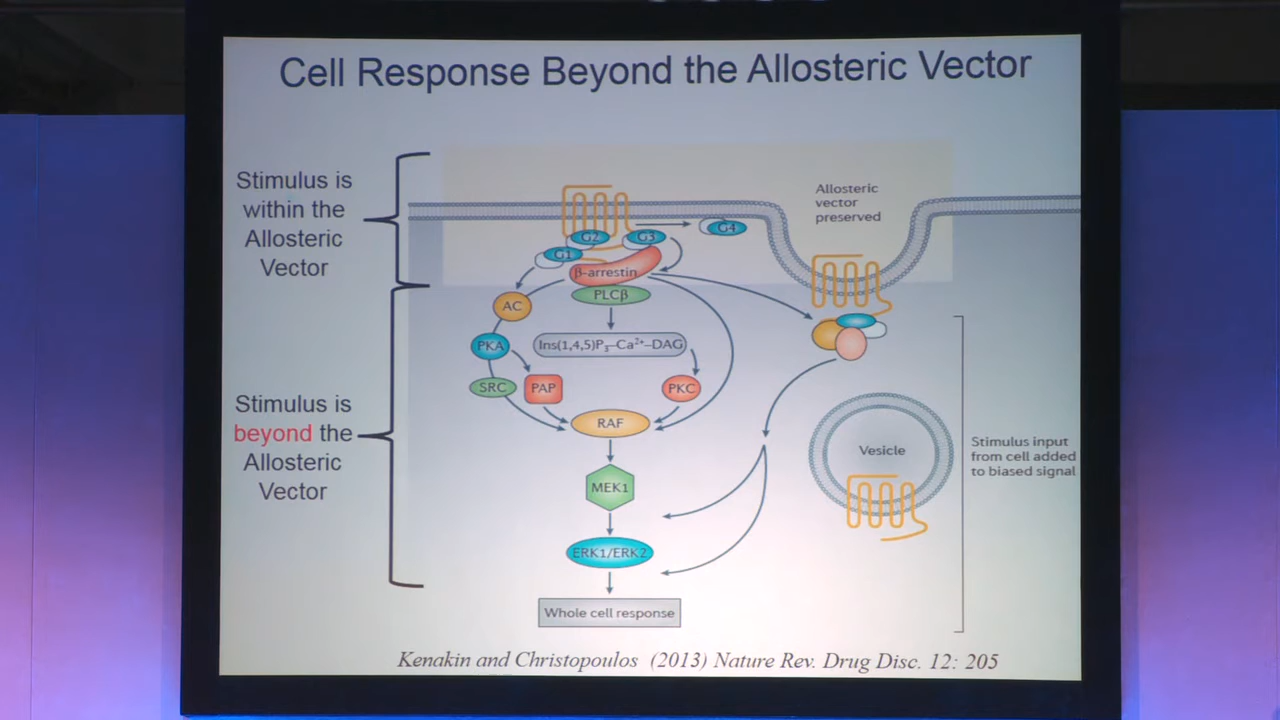 Cell Response Beyond the Allosteric Vector
Stimulus is
within the
Allosteric
Vector
Allosteric
vector
preserved
G2
G3
G4
G1
β-arrestin
PLCβ
AC
PKA
Ins(1,4,5)P₃–Ca²⁺–DAG
SRC
PAP
PKC
RAF
MEK1
ERK1/ERK2
Whole cell response
Stimulus is
beyond the
Allosteric
Vector
Vesicle
Stimulus input
from cell added
to biased signal
Kenakin and Christopoulos (2013) Nature Rev. Drug Disc. 12: 205